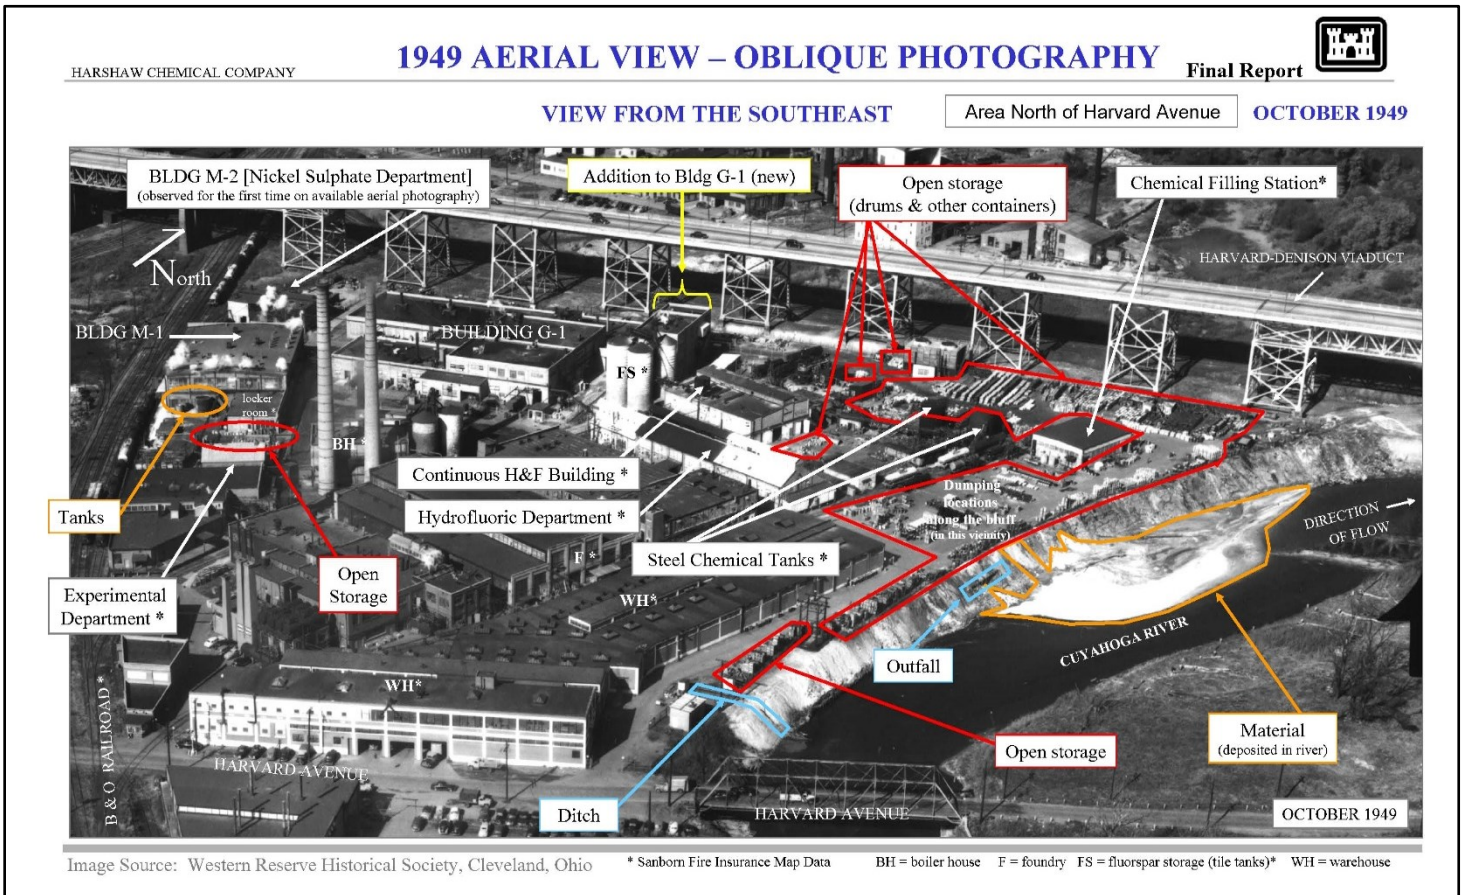 1949 AERIAL VIEW – OBLIQUE PHOTOGRAPHY
HARSHAW CHEMICAL COMPANY
Final Report
VIEW FROM THE SOUTHEAST
Area North of Harvard Avenue
OCTOBER 1949
BLDG M-2 [Nickel Sulphate Department]
(observed for the first time on available aerial photography)
Addition to Bldg G-1 (new)
Open storage
(drums & other containers)
Chemical Filling Station*
North
HARVARD-DENISON VIADUCT
BLDG M-1
BUILDING G-1
FS *
locker
room *
BH *
Continuous H&F Building *
Hydrofluoric Department *
Dumping
locations
along the bluff
(in this vicinity)
DIRECTION
OF FLOW
Tanks
Steel Chemical Tanks *
F *
Open
Storage
Experimental
Department *
WH*
CUYAHOGA RIVER
Outfall
WH*
Material
(deposited in river)
Open storage
B & O RAILROAD *
HARVARD AVENUE
Ditch
HARVARD AVENUE
OCTOBER 1949
Image Source: Western Reserve Historical Society, Cleveland, Ohio
* Sanborn Fire Insurance Map Data
BH = boiler house
F = foundry
FS = fluorspar storage (tile tanks)*
WH = warehouse